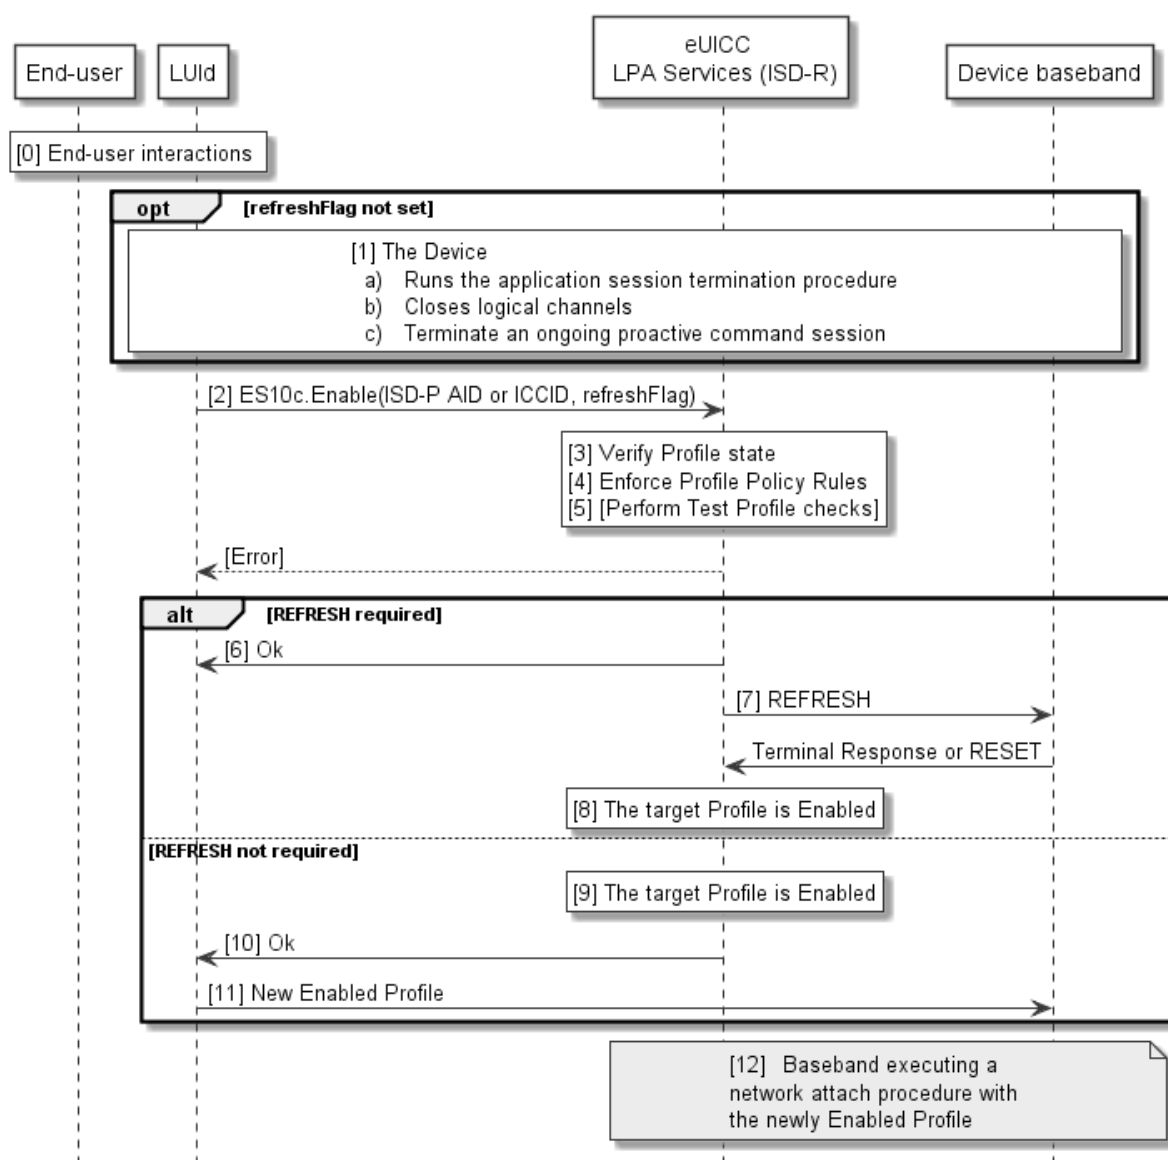 End-user
LUId
eUICC
LPA Services (ISD-R)
Device baseband
[0] End-user interactions
opt
[refreshFlag not set]
[1] The Device
a) Runs the application session termination procedure
b) Closes logical channels
c) Terminate an ongoing proactive command session
[2] ES10c.Enable(ISD-P AID or ICCID, refreshFlag)
[3] Verify Profile state
[4] Enforce Profile Policy Rules
[5] [Perform Test Profile checks]
[Error]
alt
[REFRESH required]
[6] Ok
[7] REFRESH
Terminal Response or RESET
[8] The target Profile is Enabled
[REFRESH not required]
[9] The target Profile is Enabled
[10] Ok
[11] New Enabled Profile
[12] Baseband executing a
network attach procedure with
the newly Enabled Profile